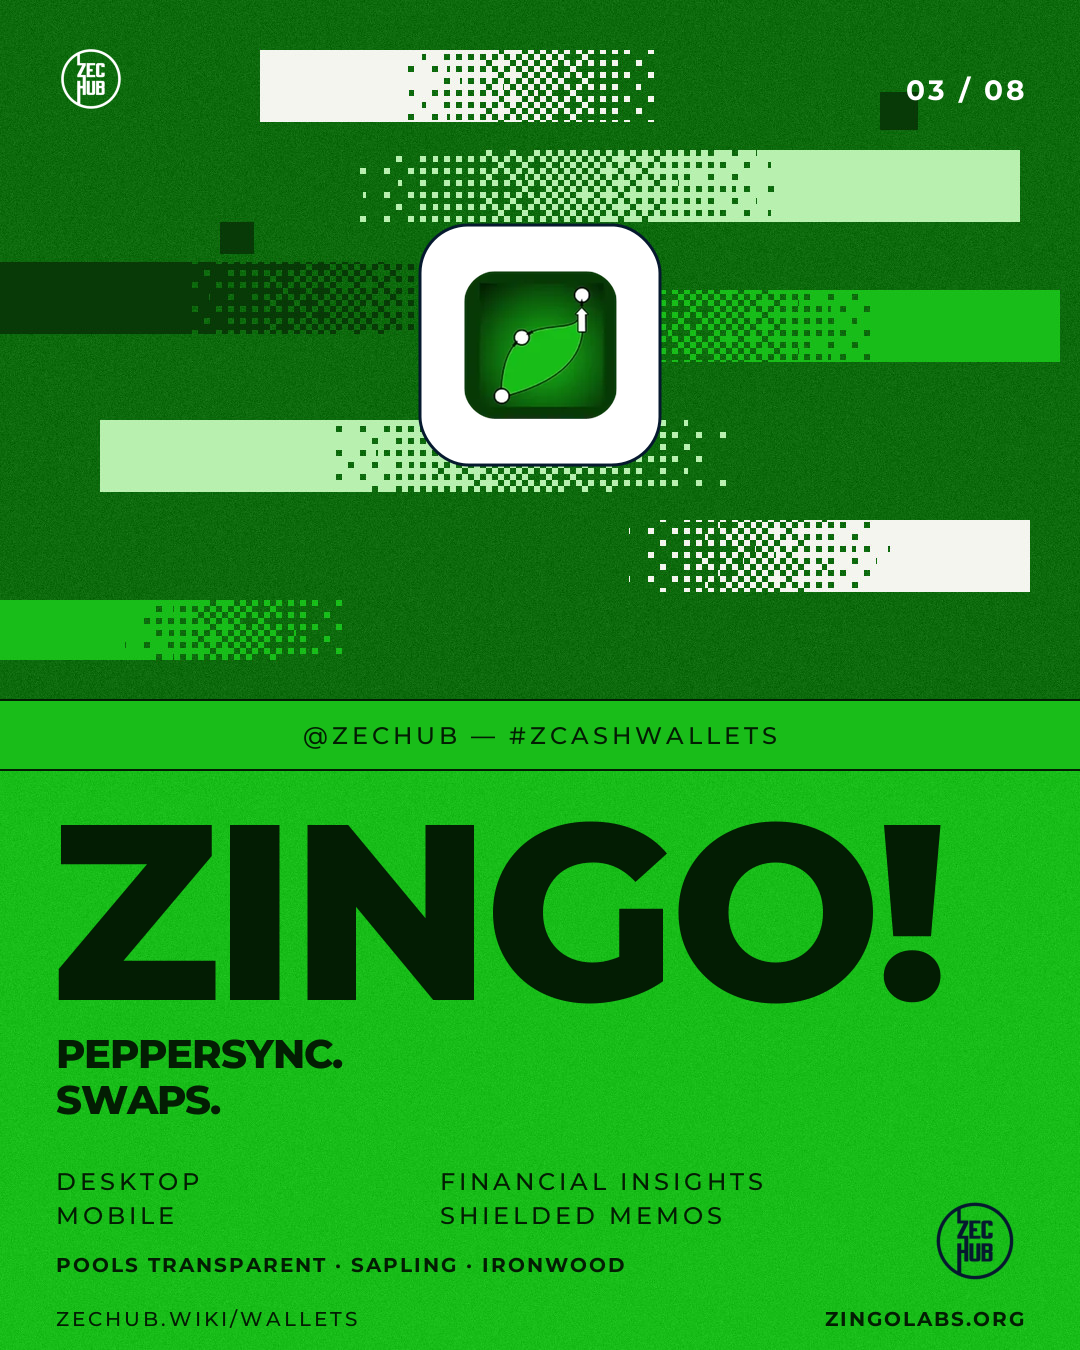 ZEC
HUB
03 / 08
@ZECHUB — #ZCASHWALLETS
ZINGO!
PEPPERSYNC.
SWAPS.
DESKTOP
MOBILE
FINANCIAL INSIGHTS
SHIELDED MEMOS
POOLS TRANSPARENT · SAPLING · IRONWOOD
ZEC
HUB
ZECHUB.WIKI/WALLETS
ZINGOLABS.ORG